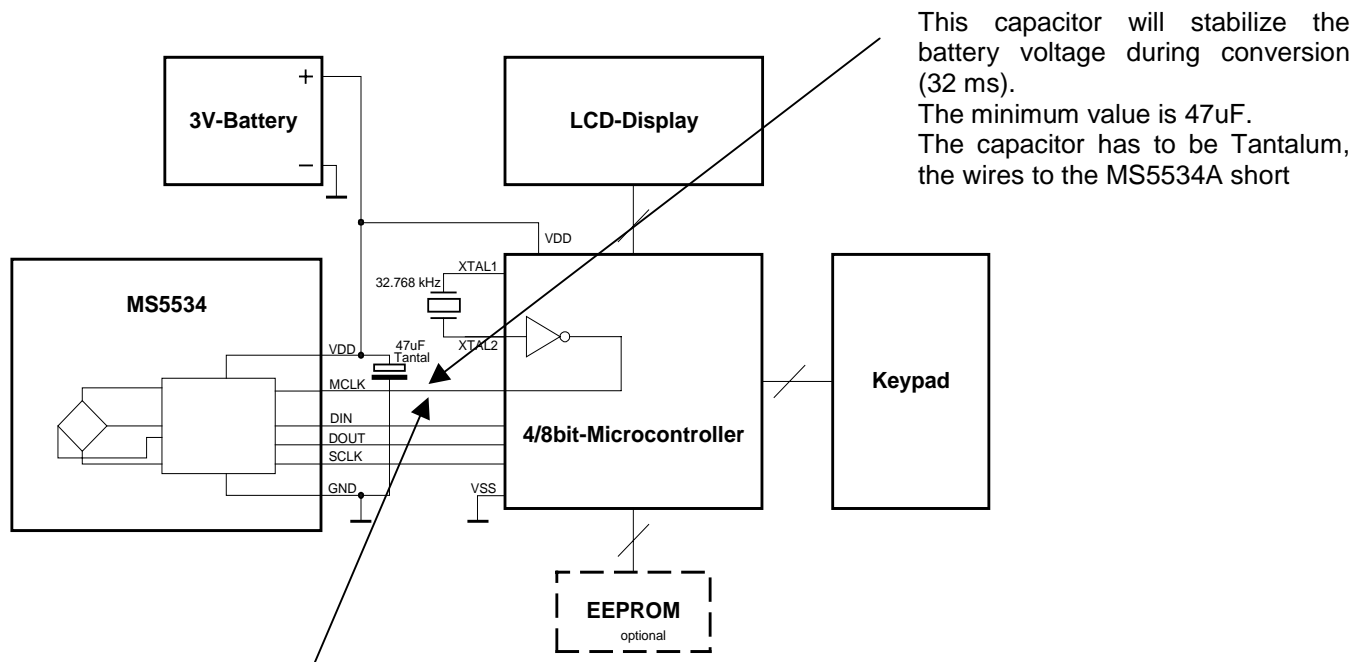 This capacitor will stabilize the
battery voltage during conversion
(32 ms).
The minimum value is 47uF.
The capacitor has to be Tantalum,
the wires to the MS5534A short
+
3V-Battery
−
LCD-Display
VDD
XTAL1
32.768 kHz
MS5534
VDD
47uF
Tantal
XTAL2
MCLK
Keypad
DIN
4/8bit-Microcontroller
DOUT
SCLK
GND
VSS
EEPROM
optional